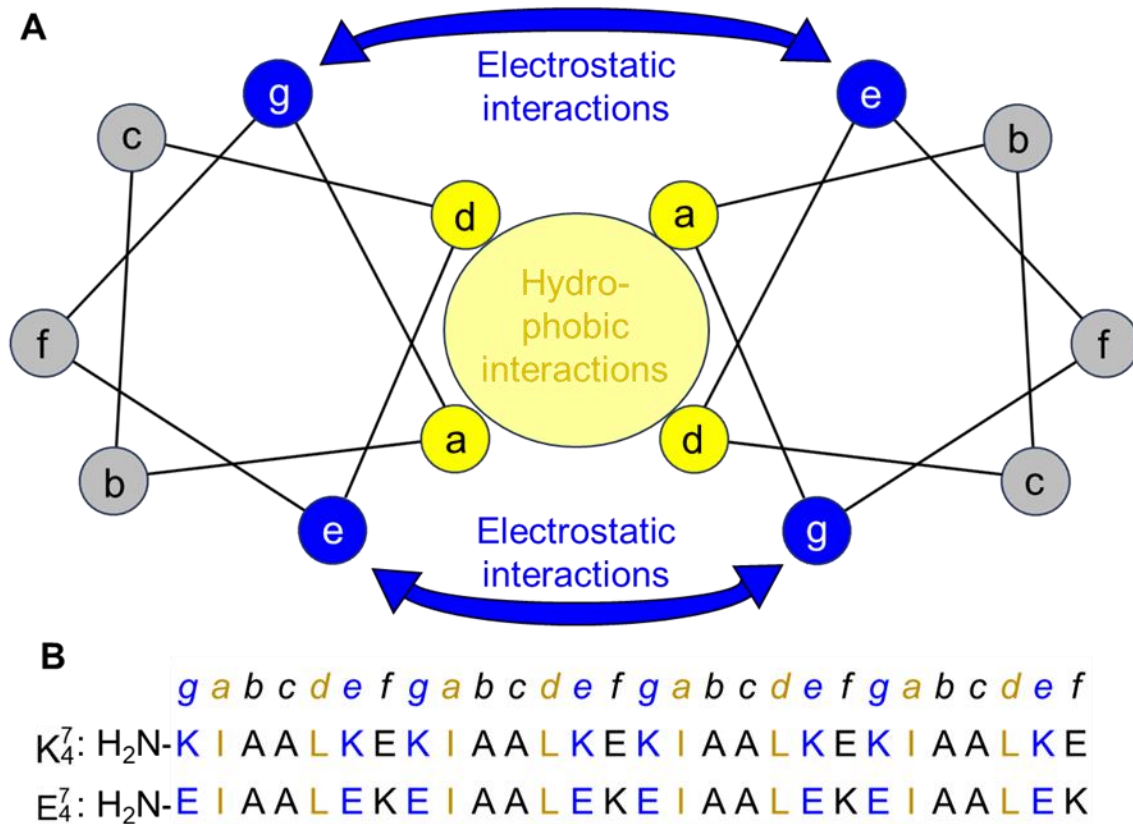 A
Electrostatic
interactions
g
e
c
b
d
a
Hydro-
phobic
interactions
f
f
a
d
b
c
e
g
Electrostatic
interactions
B
g a b c d e f g a b c d e f g a b c d e f g a b c d e f
K⁷₄: H₂N-K I A A L K E K I A A L K E K I A A L K E K I A A L K E
E⁷₄: H₂N-E I A A L E K E I A A L E K E I A A L E K E I A A L E K